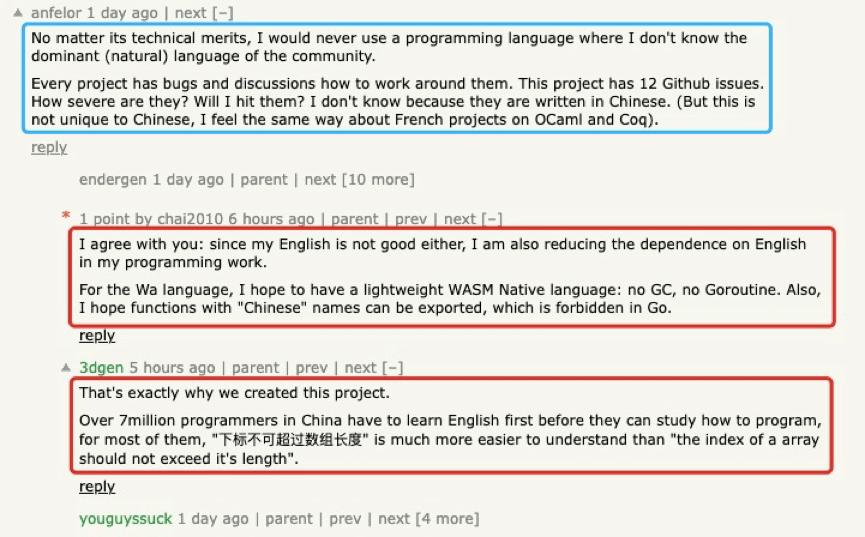 anfelor 1 day ago | next [–]
No matter its technical merits, I would never use a programming language where I don't know the
dominant (natural) language of the community.
Every project has bugs and discussions how to work around them. This project has 12 Github issues.
How severe are they? Will I hit them? I don't know because they are written in Chinese. (But this is
not unique to Chinese, I feel the same way about French projects on OCaml and Coq).
reply
endergen 1 day ago | parent | next [10 more]
* 1 point by chai2010 6 hours ago | parent | prev | next [–]
I agree with you: since my English is not good either, I am also reducing the dependence on English
in my programming work.
For the Wa language, I hope to have a lightweight WASM Native language: no GC, no Goroutine. Also,
I hope functions with "Chinese" names can be exported, which is forbidden in Go.
reply
3dgen 5 hours ago | parent | prev | next [–]
That's exactly why we created this project.
Over 7million programmers in China have to learn English first before they can study how to program,
for most of them, "下标不可超过数组长度" is much more easier to understand than "the index of a array
should not exceed it's length".
reply
youguyssuck 1 day ago | parent | prev | next [4 more]